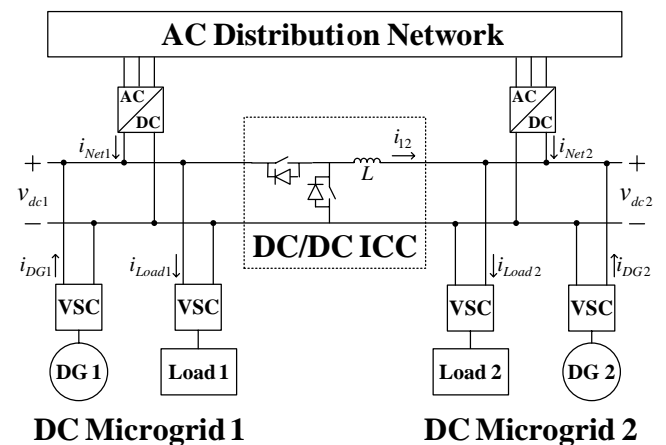 AC Distribution Network
AC
DC
AC
DC
i_Net1
i_12
i_Net2
+
+
L
v_dc1
v_dc2
−
−
DC/DC ICC
i_DG1
i_Load1
i_Load2
i_DG2
VSC
VSC
VSC
VSC
DG 1
Load 1
Load 2
DG 2
DC Microgrid 1
DC Microgrid 2